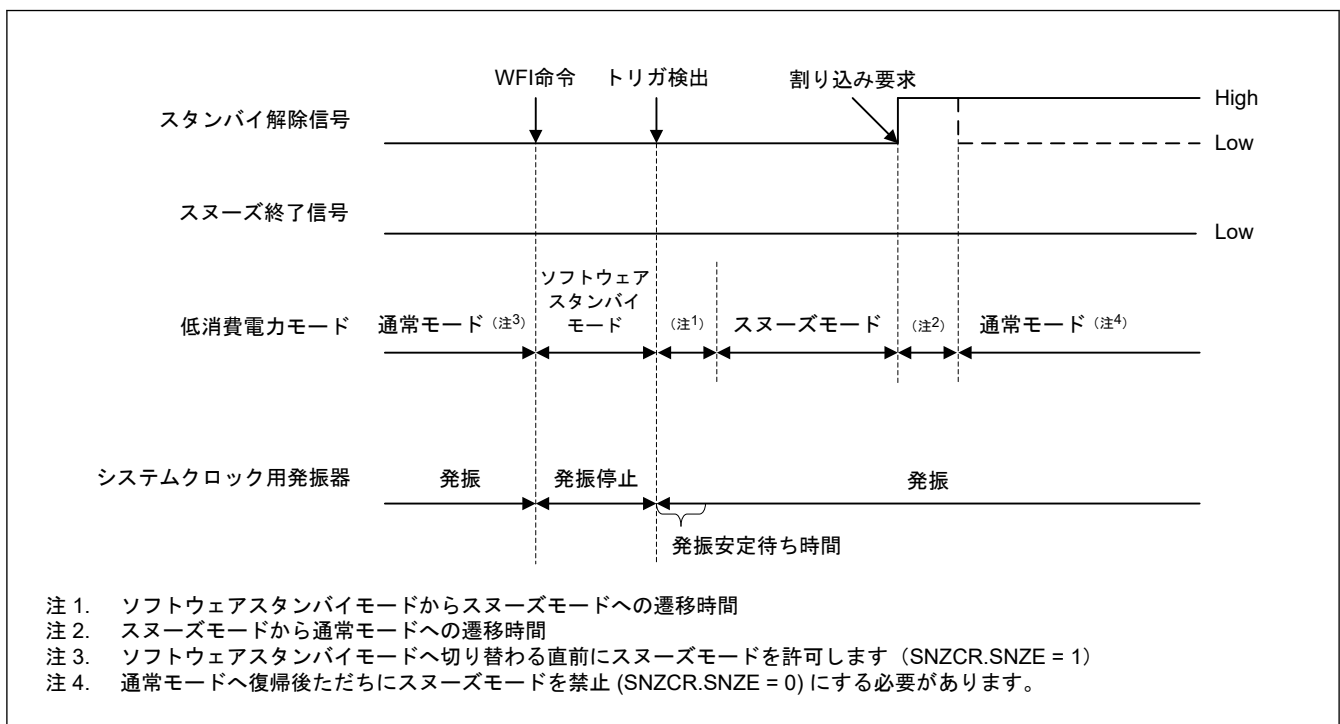 WFI命令 トリガ検出 割り込み要求
スタンバイ解除信号
High
Low
スヌーズ終了信号
Low
低消費電力モード
通常モード（注3）
ソフトウェア
スタンバイ
モード
（注1）
スヌーズモード
（注2）
通常モード（注4）
システムクロック用発振器
発振
発振停止
発振
発振安定待ち時間
注 1. ソフトウェアスタンバイモードからスヌーズモードへの遷移時間
注 2. スヌーズモードから通常モードへの遷移時間
注 3. ソフトウェアスタンバイモードへ切り替わる直前にスヌーズモードを許可します（SNZCR.SNZE = 1）
注 4. 通常モードへ復帰後ただちにスヌーズモードを禁止 (SNZCR.SNZE = 0) にする必要があります。